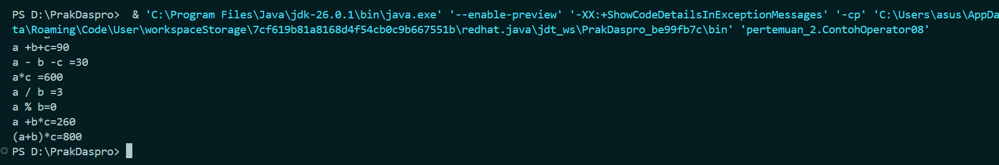 PS D:\PrakDaspro>  & 'C:\Program Files\Java\jdk-26.0.1\bin\java.exe' '--enable-preview' '-XX:+ShowCodeDetailsInExceptionMessages' '-cp' 'C:\Users\asus\AppDa
ta\Roaming\Code\User\workspaceStorage\7cf619b81a8168d4f54cb0c9b667551b\redhat.java\jdt_ws\PrakDaspro_be99fb7c\bin' 'pertemuan_2.ContohOperator08'
a +b+c=90
a - b -c =30
a*c =600
a / b =3
a % b=0
a +b*c=260
(a+b)*c=800
PS D:\PrakDaspro>